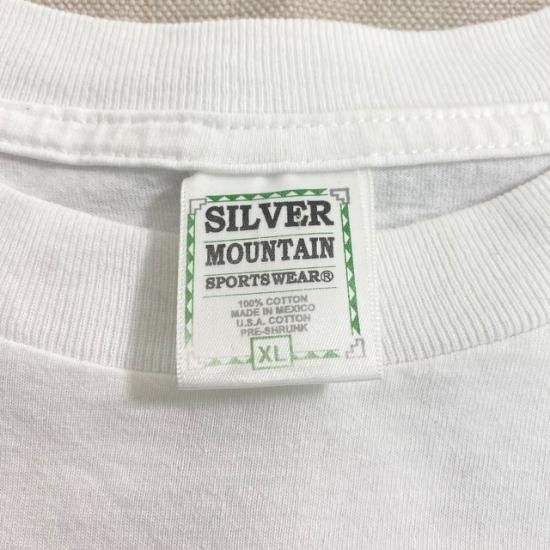 SILVER
MOUNTAIN
SPORTSWEAR®
100% COTTON
MADE IN MEXICO
U.S.A. COTTON
PRE-SHRUNK
XL